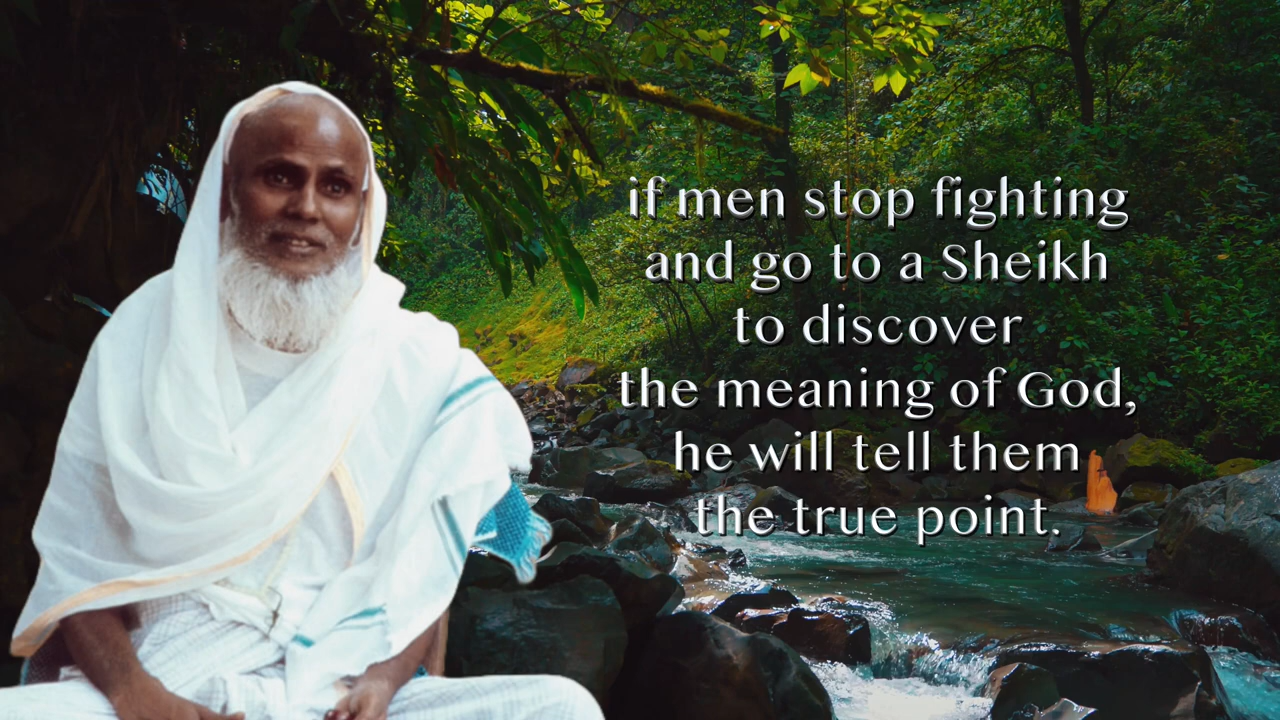 if men stop fighting
and go to a Sheikh
to discover
the meaning of God,
he will tell them
the true point.